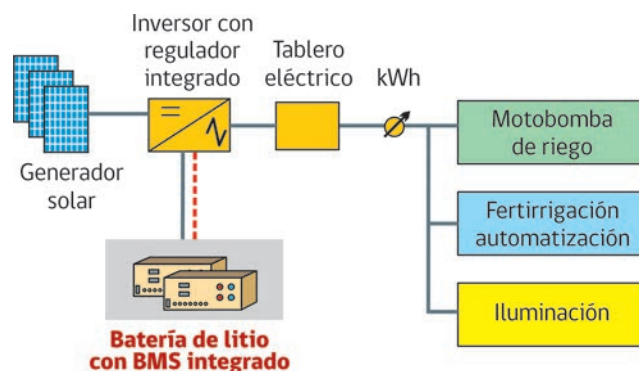 Inversor con
regulador
integrado
Tablero
eléctrico
kWh
Generador
solar
Motobomba
de riego
Fertirrigación
automatización
Iluminación
Batería de litio
con BMS integrado